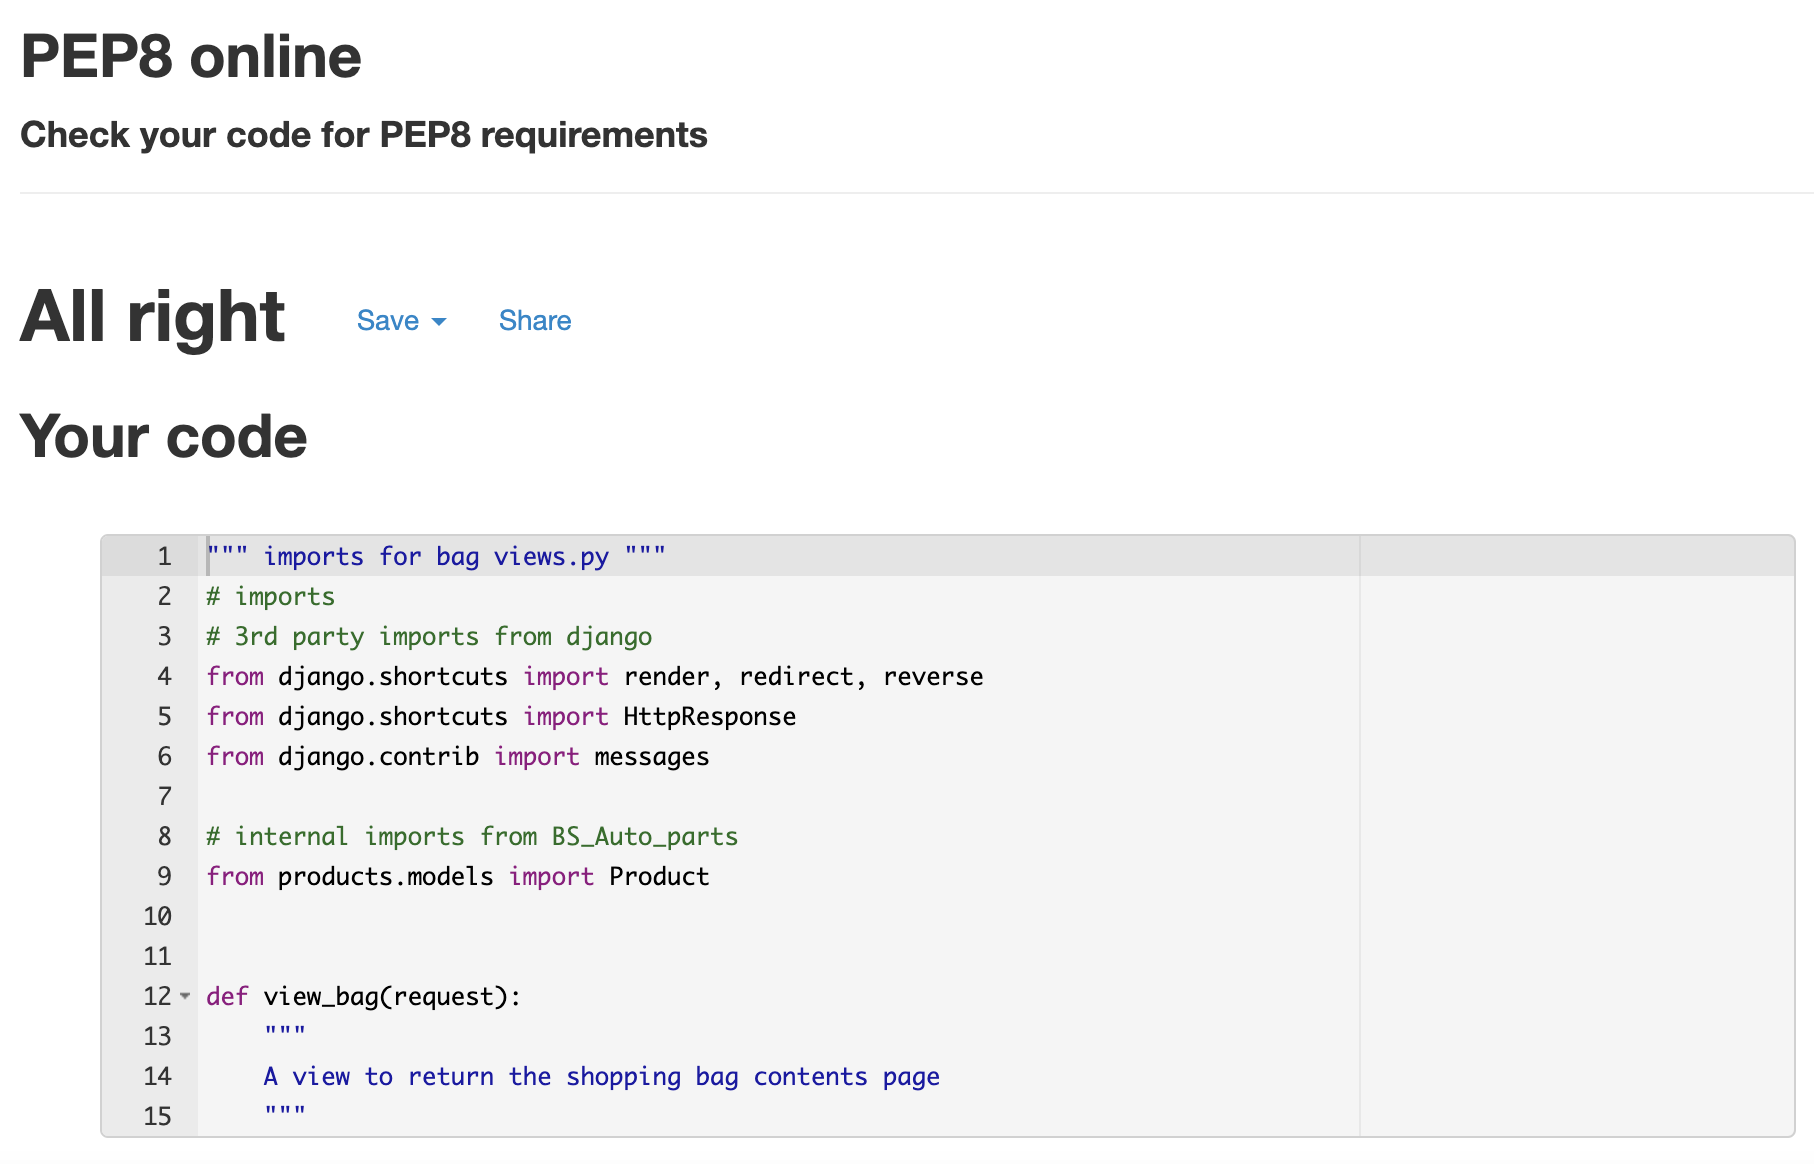 PEP8 online
Check your code for PEP8 requirements
All right Save Share
Your code
1 """ imports for bag views.py """
2 # imports
3 # 3rd party imports from django
4 from django.shortcuts import render, redirect, reverse
5 from django.shortcuts import HttpResponse
6 from django.contrib import messages
7
8 # internal imports from BS_Auto_parts
9 from products.models import Product
10
11
12 def view_bag(request):
13     """
14     A view to return the shopping bag contents page
15     """